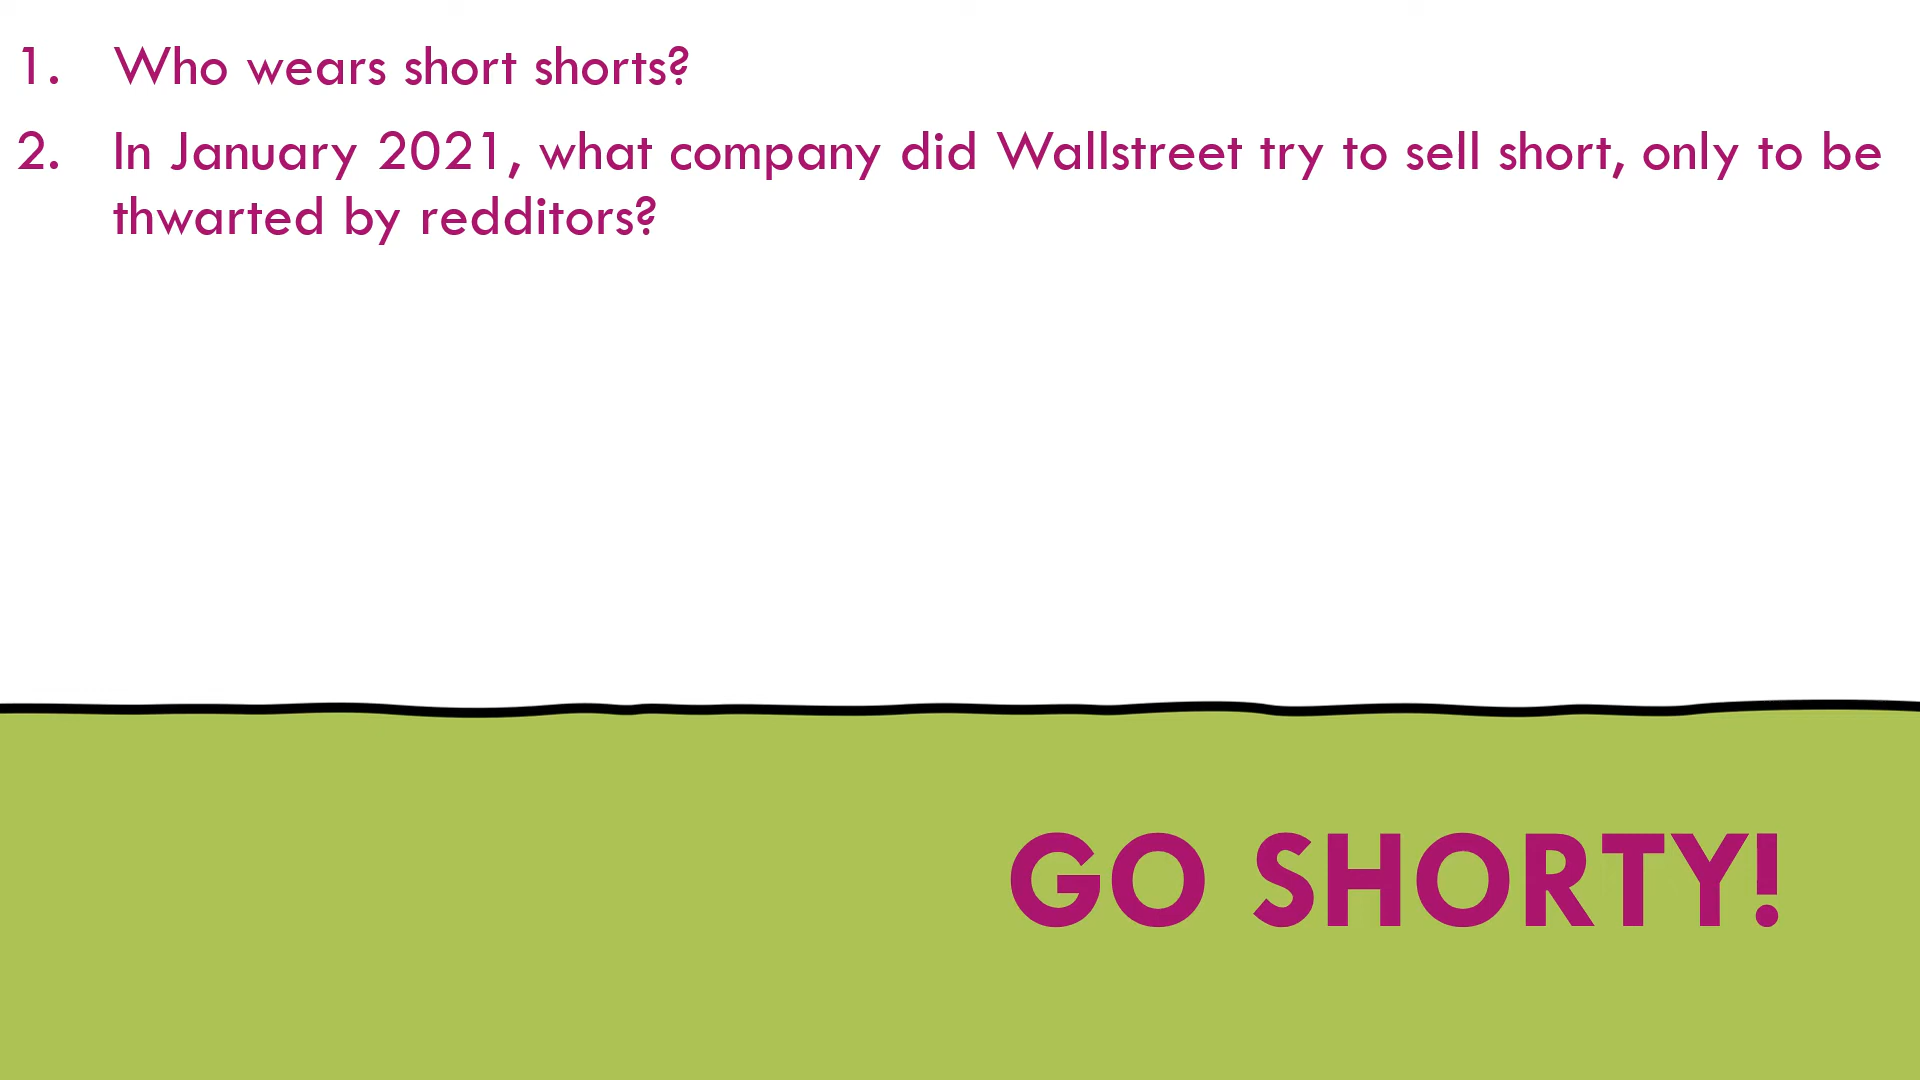 1. Who wears short shorts?
2. In January 2021, what company did Wallstreet try to sell short, only to be
thwarted by redditors?
GO SHORTY!